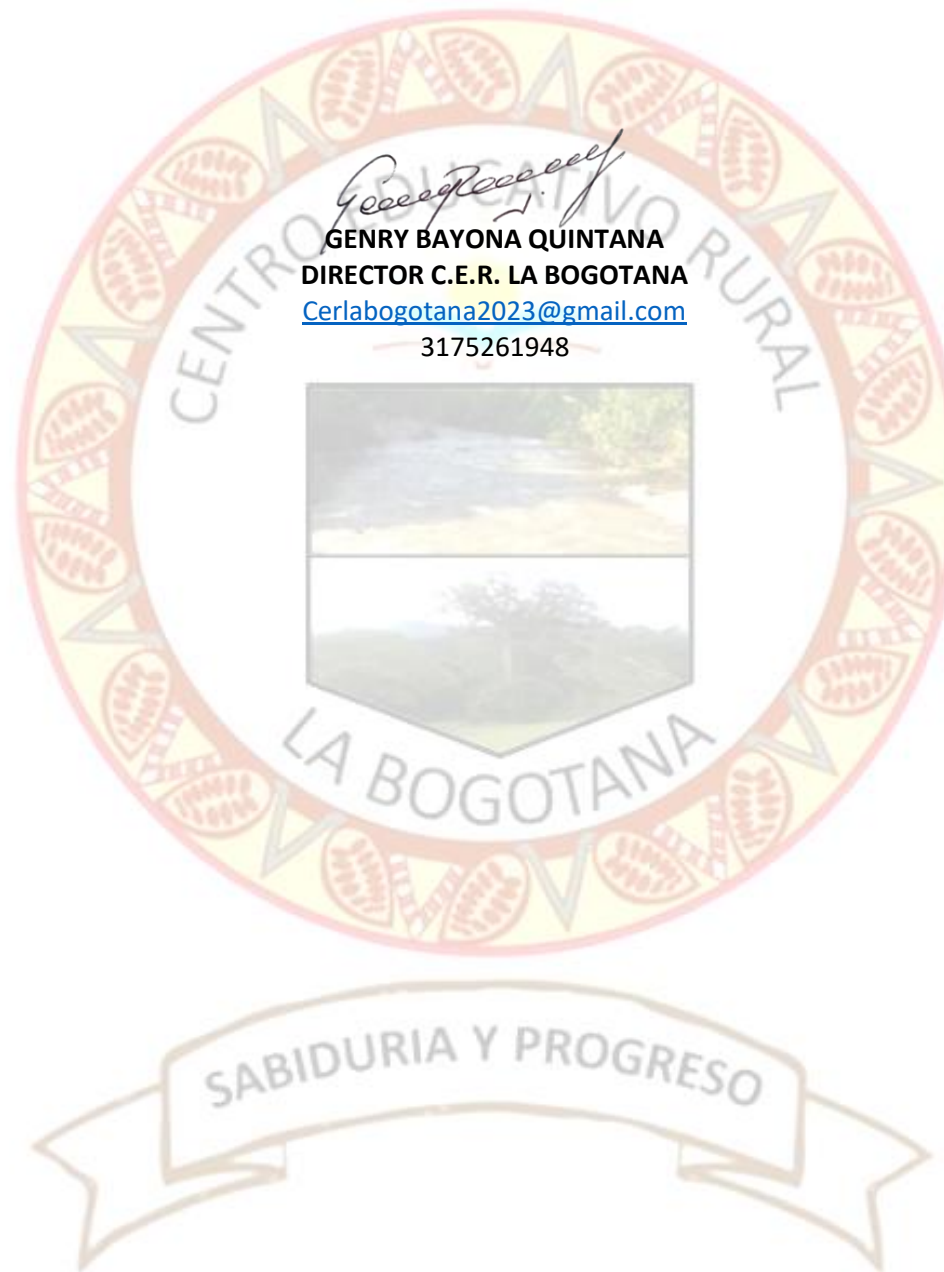 GENRY BAYONA QUINTANA
DIRECTOR C.E.R. LA BOGOTANA
Cerlabogotana2023@gmail.com
3175261948
CENTRO EDUCATIVO RURAL
LA BOGOTANA
SABIDURIA Y PROGRESO